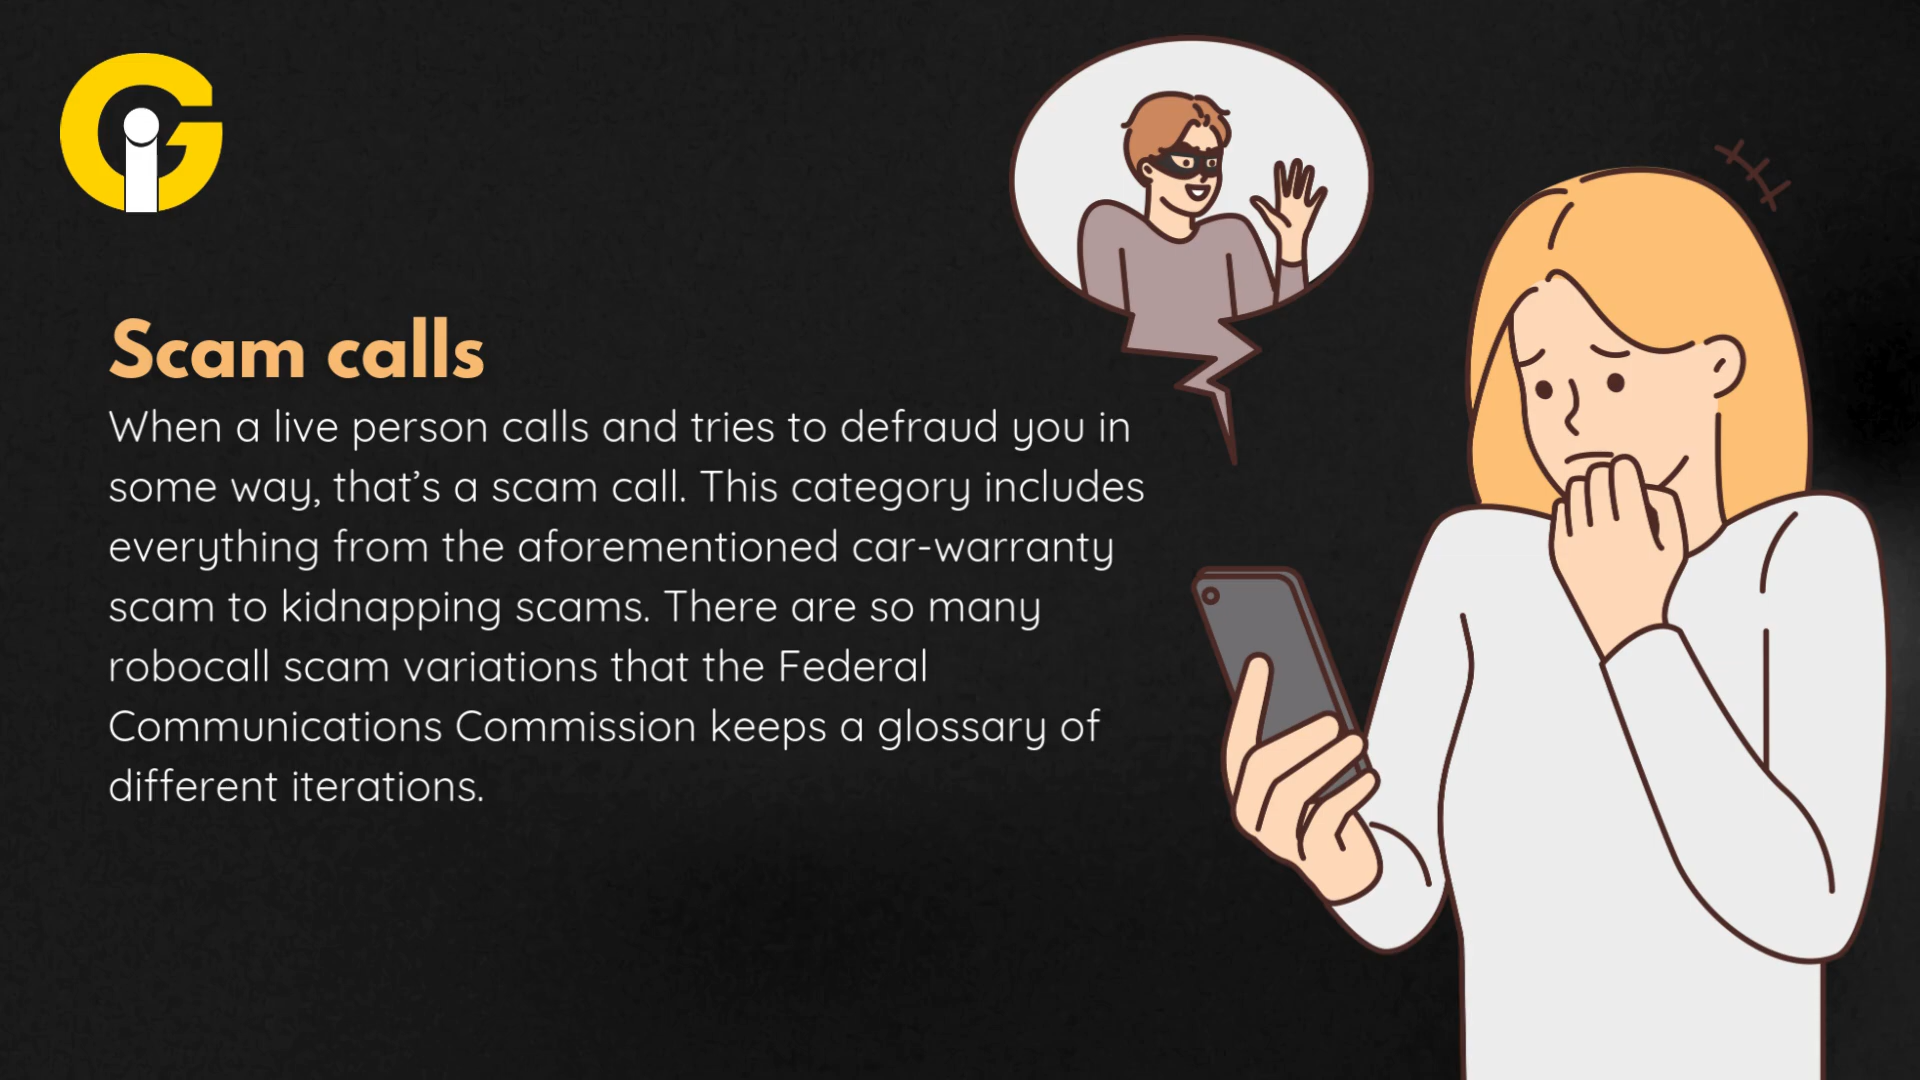 Gi
Scam calls
When a live person calls and tries to defraud you in
some way, that’s a scam call. This category includes
everything from the aforementioned car-warranty
scam to kidnapping scams. There are so many
robocall scam variations that the Federal
Communications Commission keeps a glossary of
different iterations.